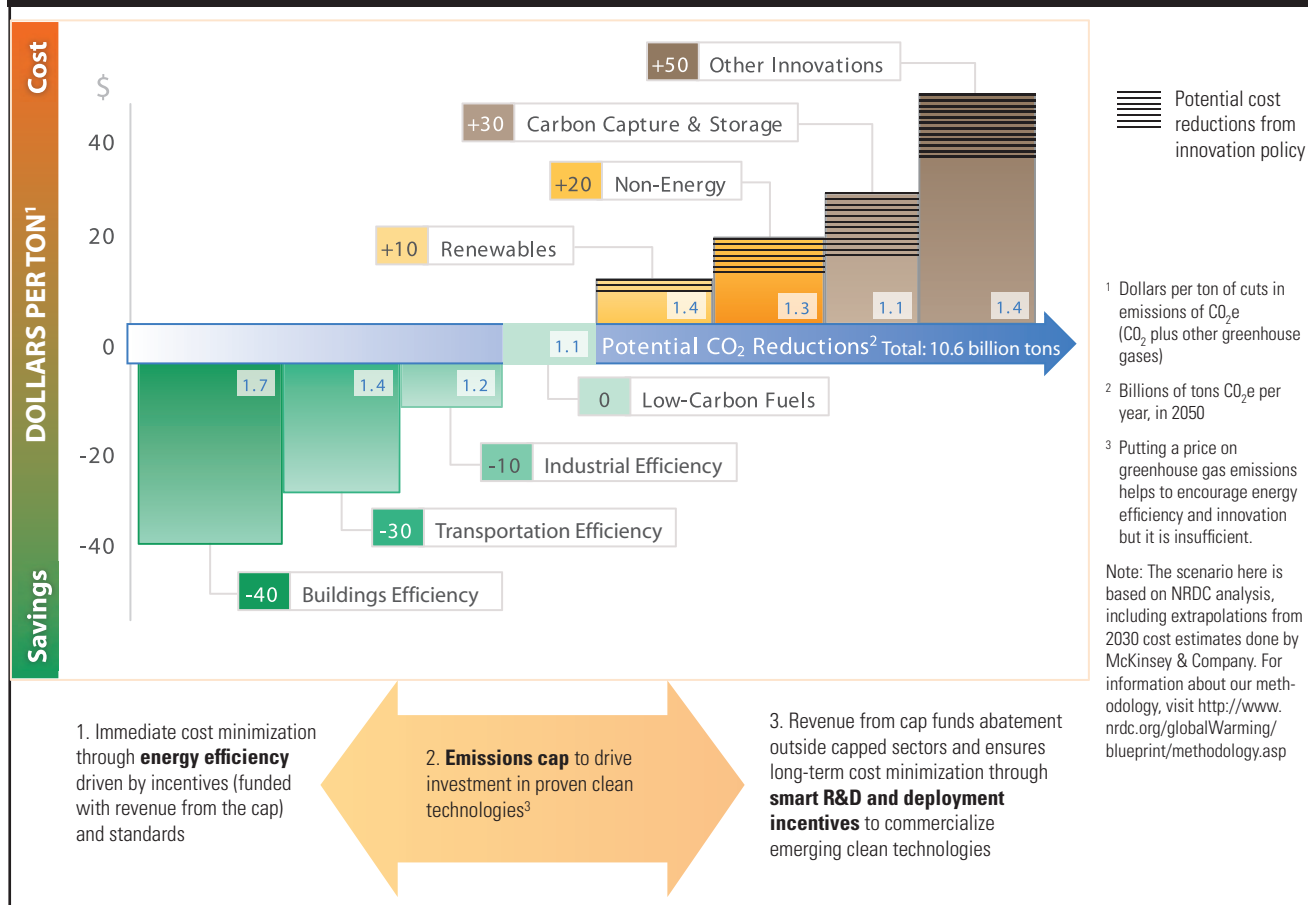 Cost
DOLLARS PER TON¹
Savings
$
40
20
0
-20
-40
+50 Other Innovations
+30 Carbon Capture & Storage
+20 Non-Energy
+10 Renewables
1.4
1.3
1.1
1.4
1.1 Potential CO₂ Reductions² Total: 10.6 billion tons
1.7
1.4
1.2
0 Low-Carbon Fuels
-10 Industrial Efficiency
-30 Transportation Efficiency
-40 Buildings Efficiency
Potential cost
reductions from
innovation policy
¹ Dollars per ton of cuts in
emissions of CO₂e
(CO₂ plus other greenhouse
gases)
² Billions of tons CO₂e per
year, in 2050
³ Putting a price on
greenhouse gas emissions
helps to encourage energy
efficiency and innovation
but it is insufficient.
Note: The scenario here is
based on NRDC analysis,
including extrapolations from
2030 cost estimates done by
McKinsey & Company. For
information about our meth-
odology, visit http://www.
nrdc.org/globalWarming/
blueprint/methodology.asp
1. Immediate cost minimization
through energy efficiency
driven by incentives (funded
with revenue from the cap)
and standards
2. Emissions cap to drive
investment in proven clean
technologies³
3. Revenue from cap funds abatement
outside capped sectors and ensures
long-term cost minimization through
smart R&D and deployment
incentives to commercialize
emerging clean technologies